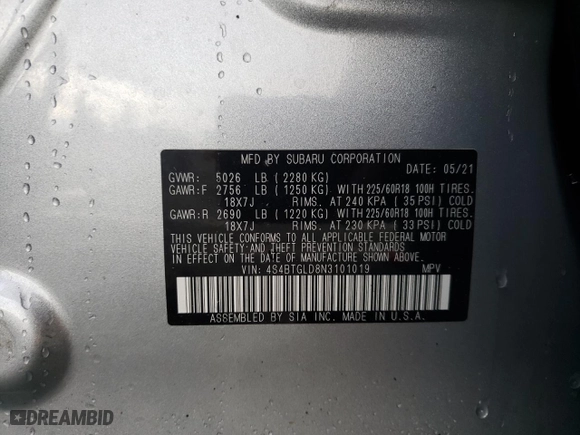 MFD BY SUBARU CORPORATION
DATE: 05/21
GVWR: 5026 LB (2280 KG)
GAWR:F 2756 LB (1250 KG) WITH 225/60R18 100H TIRES.
18X7J RIMS. AT 240 KPA (35 PSI) COLD
GAWR:R 2690 LB (1220 KG) WITH 225/60R18 100H TIRES.
18X7J RIMS. AT 230 KPA (33 PSI) COLD
THIS VEHICLE CONFORMS TO ALL APPLICABLE FEDERAL MOTOR
VEHICLE SAFETY AND THEFT PREVENTION STANDARDS
IN EFFECT ON THE DATE OF MANUFACTURE SHOWN ABOVE.
VIN: 4S4BTGLD8N3101019 MPV
ASSEMBLED BY SIA INC. MADE IN U.S.A.
DREAMBID